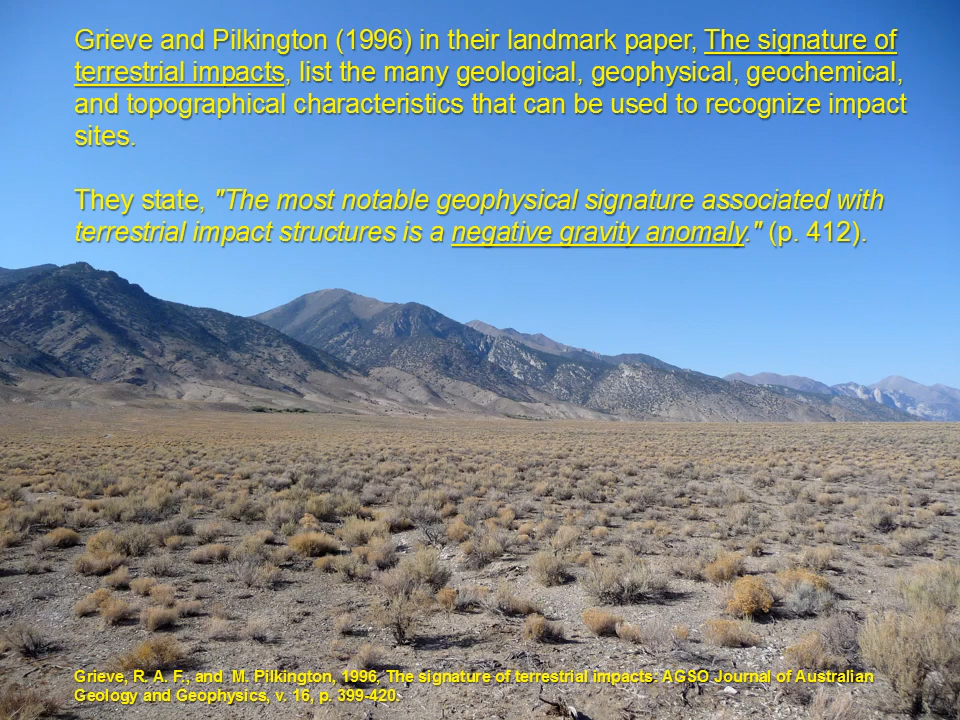 Grieve and Pilkington (1996) in their landmark paper, The signature of
terrestrial impacts, list the many geological, geophysical, geochemical,
and topographical characteristics that can be used to recognize impact
sites.
They state, "The most notable geophysical signature associated with
terrestrial impact structures is a negative gravity anomaly." (p. 412).
Grieve, R. A. F., and M. Pilkington, 1996, The signature of terrestrial impacts: AGSO Journal of Australian
Geology and Geophysics, v. 16, p. 399-420.